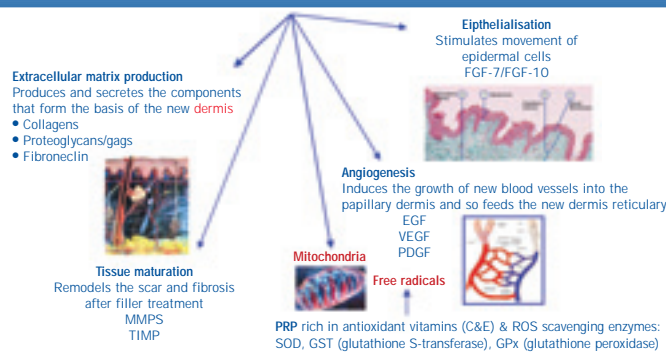 Eipthelialisation
Stimulates movement of
epidermal cells
FGF-7/FGF-10
Extracellular matrix production
Produces and secretes the components
that form the basis of the new dermis
• Collagens
• Proteoglycans/gags
• Fibroneclin
Angiogenesis
Induces the growth of new blood vessels into the
papillary dermis and so feeds the new dermis reticulary
EGF
VEGF
PDGF
Tissue maturation
Remodels the scar and fibrosis
after filler treatment
MMPS
TIMP
Mitochondria
Free radicals
PRP rich in antioxidant vitamins (C&E) & ROS scavenging enzymes:
SOD, GST (glutathione S-transferase), GPx (glutathione peroxidase)